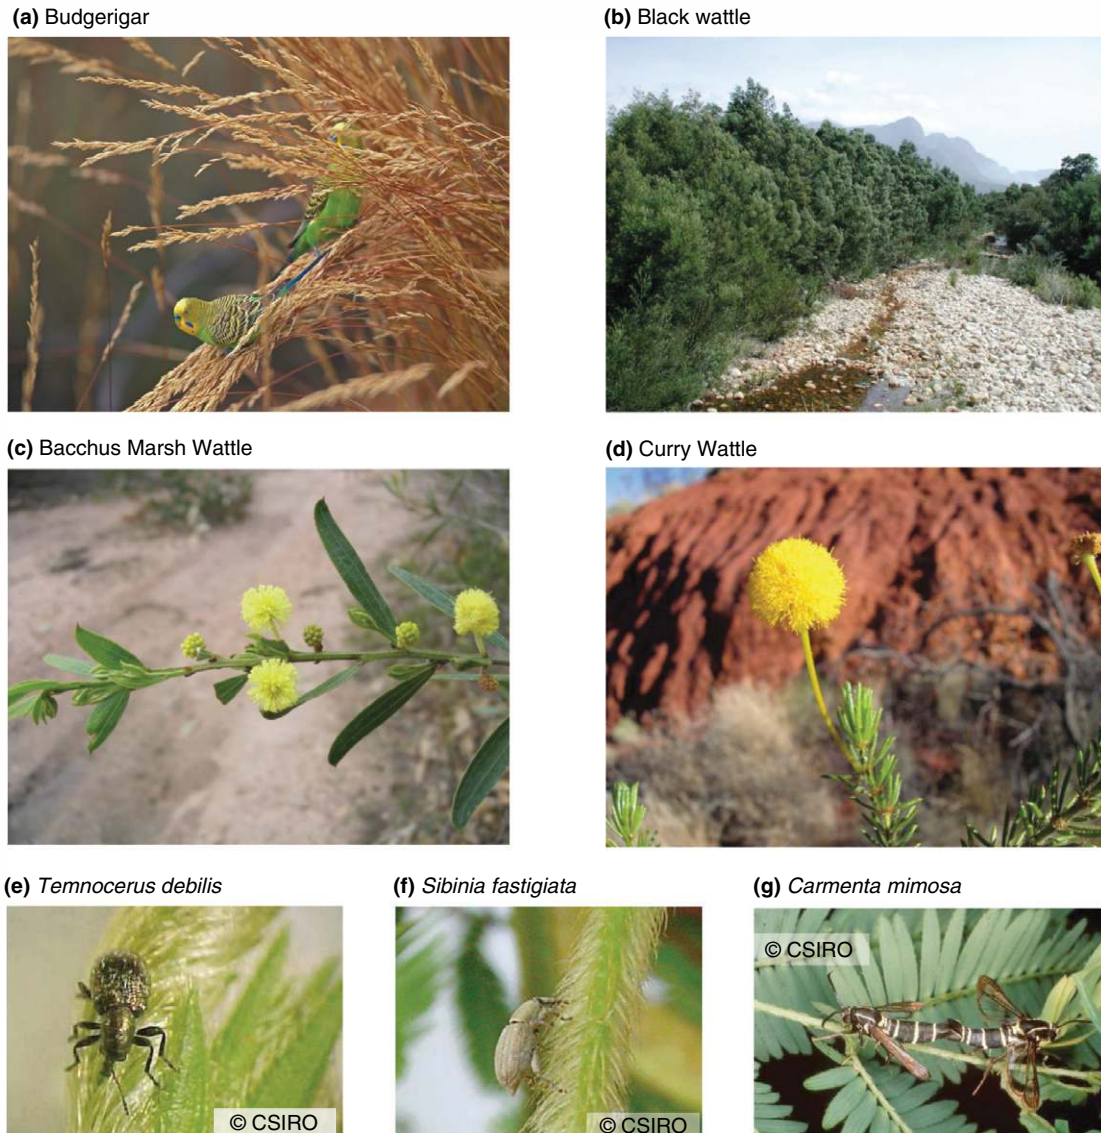 (a) Budgerigar
(b) Black wattle
(c) Bacchus Marsh Wattle
(d) Curry Wattle
(e) Temnocerus debilis
(f) Sibinia fastigiata
(g) Carmenta mimosa
© CSIRO
© CSIRO
© CSIRO